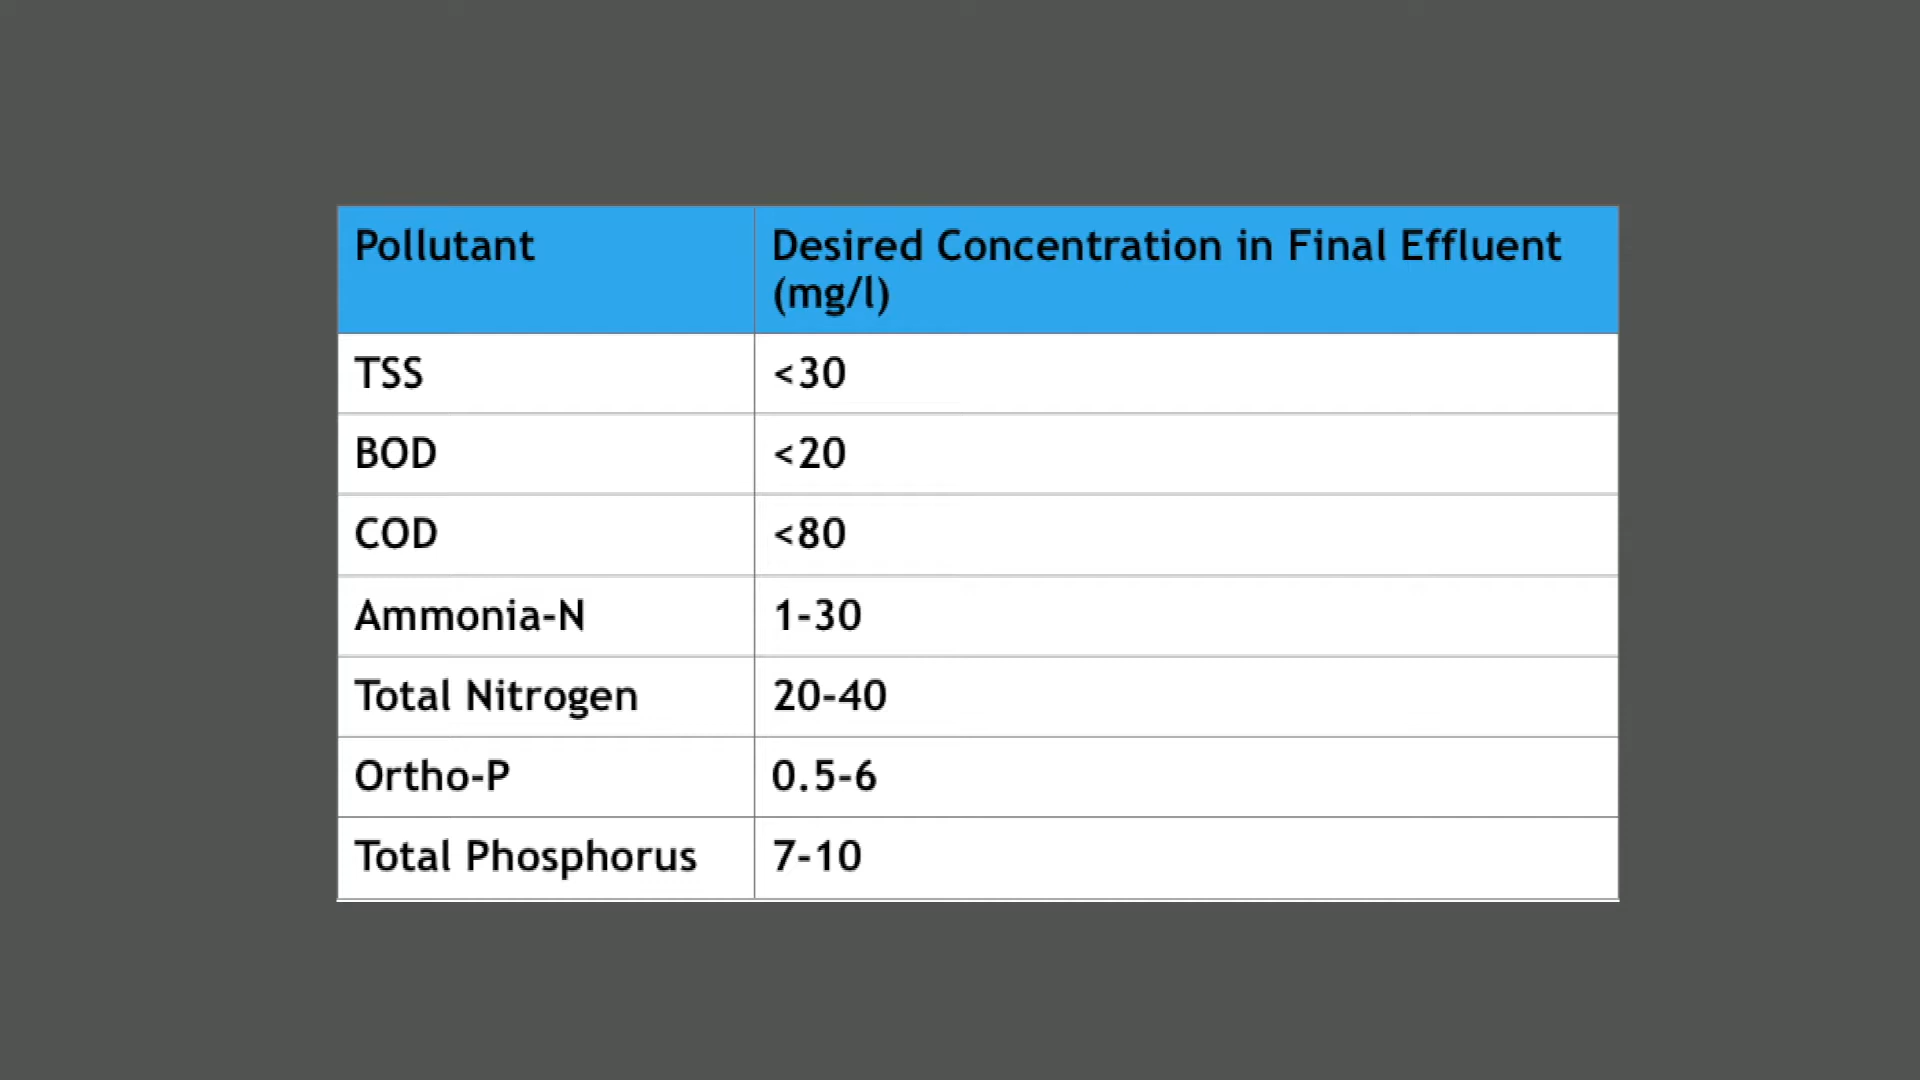 Pollutant
Desired Concentration in Final Effluent
(mg/l)
TSS
<30
BOD
<20
COD
<80
Ammonia-N
1-30
Total Nitrogen
20-40
Ortho-P
0.5-6
Total Phosphorus
7-10